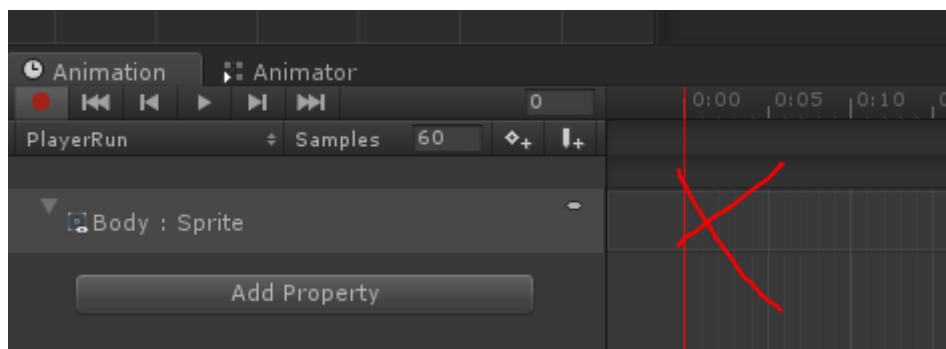 Animation Animator
0 0:00 0:05 0:10
PlayerRun Samples 60
Body : Sprite
Add Property